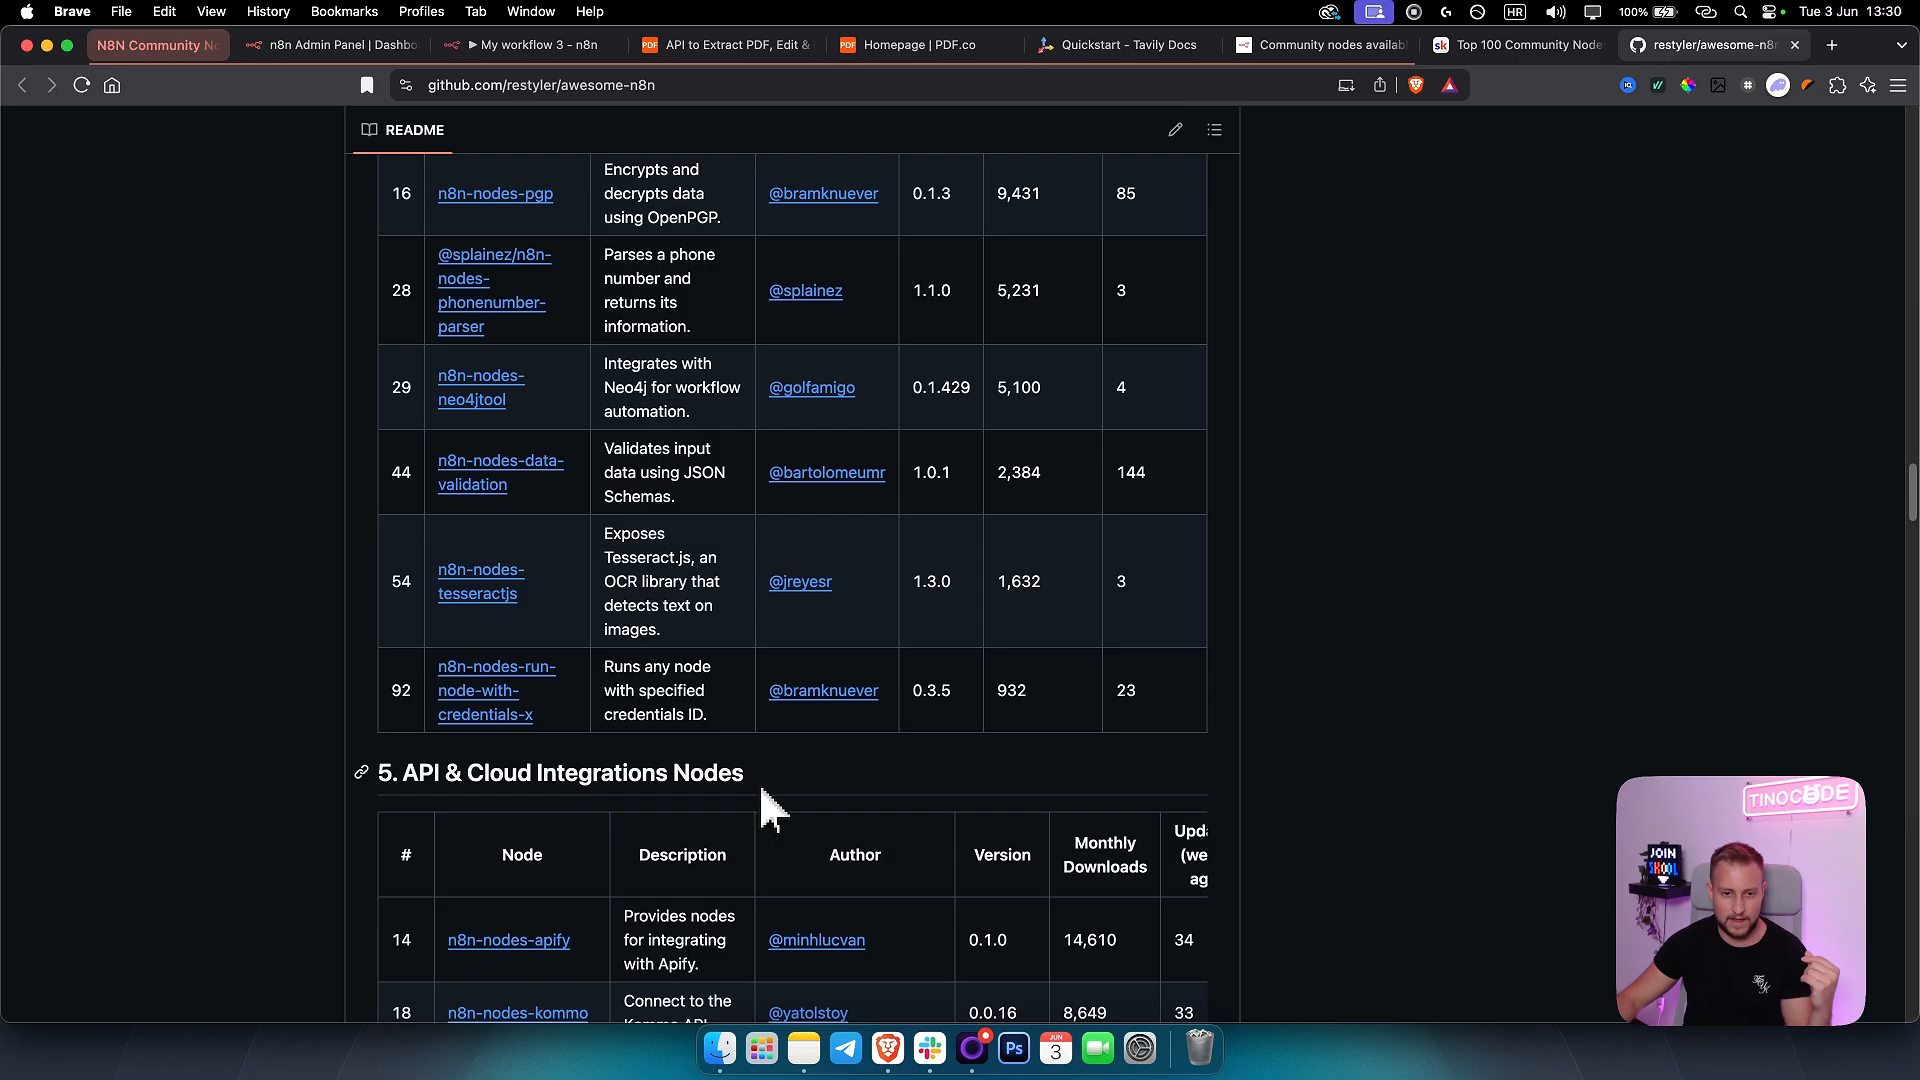 Brave File Edit View History Bookmarks Profiles Tab Window Help
HR 100% Tue 3 Jun 13:30
N8N Community No
n8n Admin Panel | Dashbo
My workflow 3 - n8n
PDF API to Extract PDF, Edit &
PDF Homepage | PDF.co
Quickstart - Tavily Docs
Community nodes availab
sk Top 100 Community Node
restyler/awesome-n8n
github.com/restyler/awesome-n8n
README
16 n8n-nodes-pgp Encrypts and decrypts data using OpenPGP. @bramknuever 0.1.3 9,431 85
28 @splainez/n8n-nodes-phonenumber-parser Parses a phone number and returns its information. @splainez 1.1.0 5,231 3
29 n8n-nodes-neo4jtool Integrates with Neo4j for workflow automation. @golfamigo 0.1.429 5,100 4
44 n8n-nodes-data-validation Validates input data using JSON Schemas. @bartolomeumr 1.0.1 2,384 144
54 n8n-nodes-tesseractjs Exposes Tesseract.js, an OCR library that detects text on images. @jreyesr 1.3.0 1,632 3
92 n8n-nodes-run-node-with-credentials-x Runs any node with specified credentials ID. @bramknuever 0.3.5 932 23
5. API & Cloud Integrations Nodes
# Node Description Author Version Monthly Downloads
14 n8n-nodes-apify Provides nodes for integrating with Apify. @minhlucvan 0.1.0 14,610 34
18 n8n-nodes-kommo Connect to the @yatolstoy 0.0.16 8,649 33
TINOCODE
JOIN
SKOOL
Ps
JUN
3